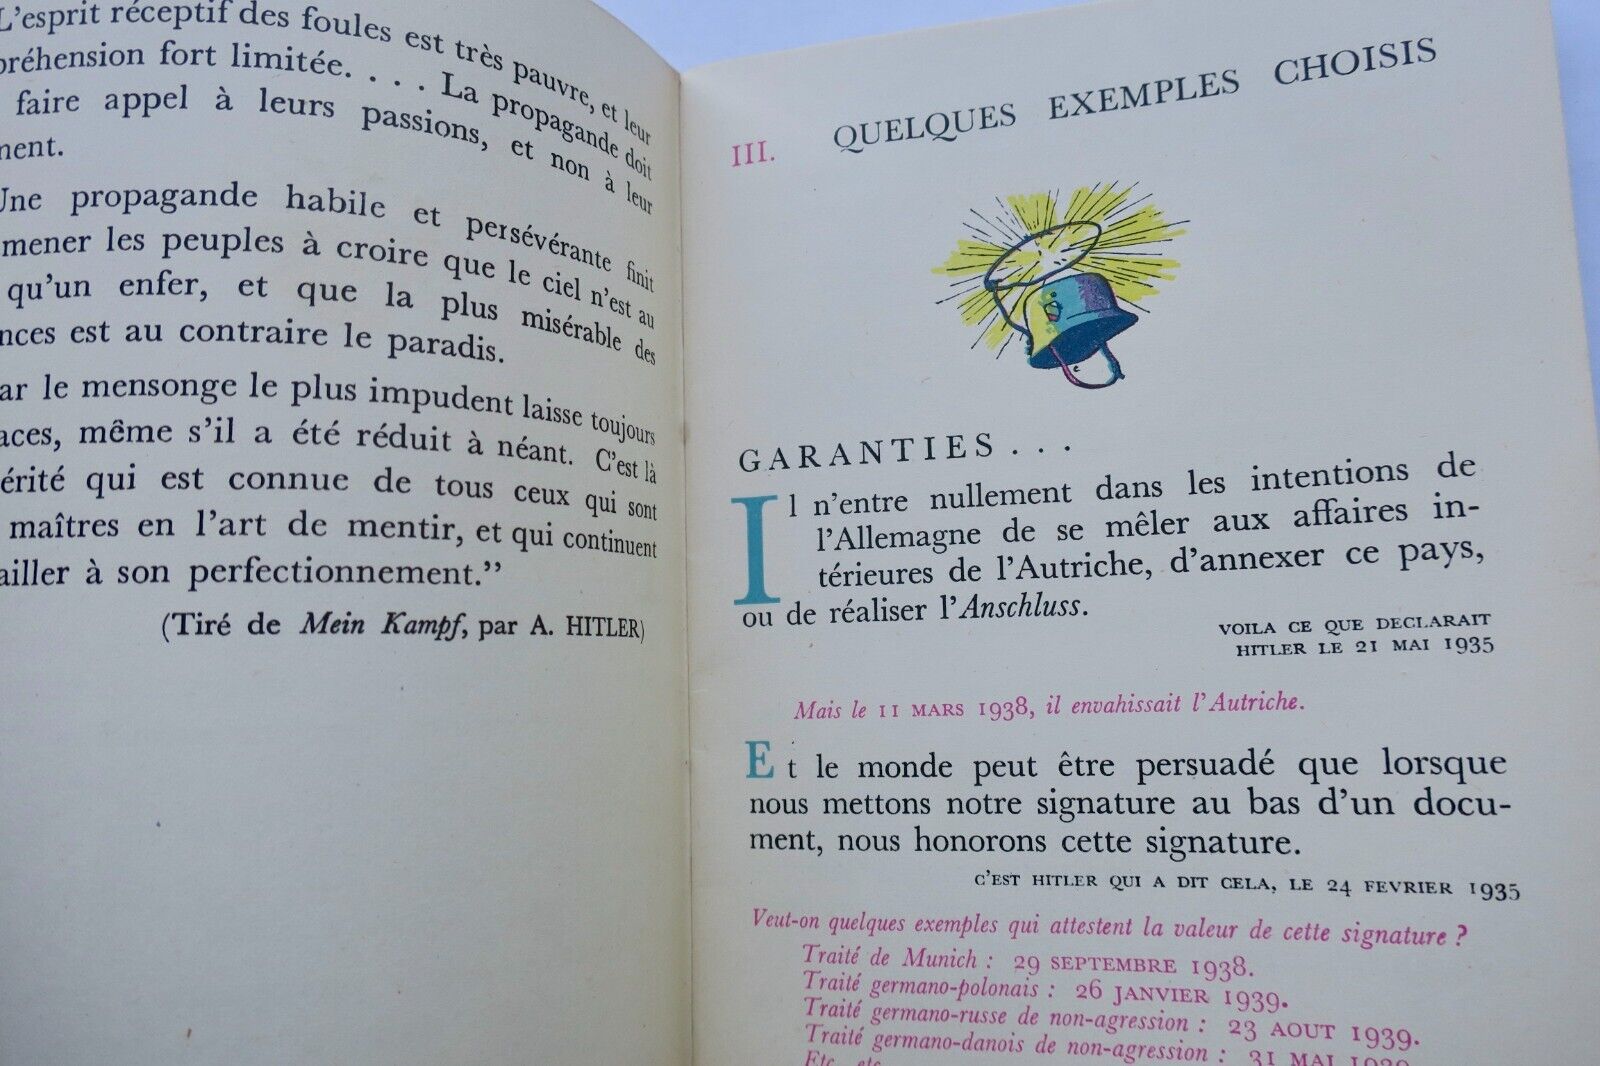 L'esprit réceptif des foules est très pauvre, et leur
préhension fort limitée. . . . La propagande doit
faire appel à leurs passions, et non à leur
ment.
Une propagande habile et persévérante finit
mener les peuples à croire que le ciel n'est au
qu'un enfer, et que la plus misérable des
nces est au contraire le paradis.
ar le mensonge le plus impudent laisse toujours
aces, même s'il a été réduit à néant. C'est là
érité qui est connue de tous ceux qui sont
maîtres en l'art de mentir, et qui continuent
ailler à son perfectionnement.”
(Tiré de Mein Kampf, par A. HITLER)
III. QUELQUES EXEMPLES CHOISIS
GARANTIES . . .
Il n'entre nullement dans les intentions de
l'Allemagne de se mêler aux affaires in-
térieures de l'Autriche, d'annexer ce pays,
ou de réaliser l'Anschluss.
VOILA CE QUE DECLARAIT
HITLER LE 21 MAI 1935
Mais le 11 MARS 1938, il envahissait l'Autriche.
Et le monde peut être persuadé que lorsque
nous mettons notre signature au bas d'un docu-
ment, nous honorons cette signature.
C'EST HITLER QUI A DIT CELA, LE 24 FEVRIER 1935
Veut-on quelques exemples qui attestent la valeur de cette signature ?
Traité de Munich : 29 SEPTEMBRE 1938.
Traité germano-polonais : 26 JANVIER 1939.
Traité germano-russe de non-agression : 23 AOUT 1939.
Traité germano-danois de non-agression : 31 MAI 1939
Etc., etc.